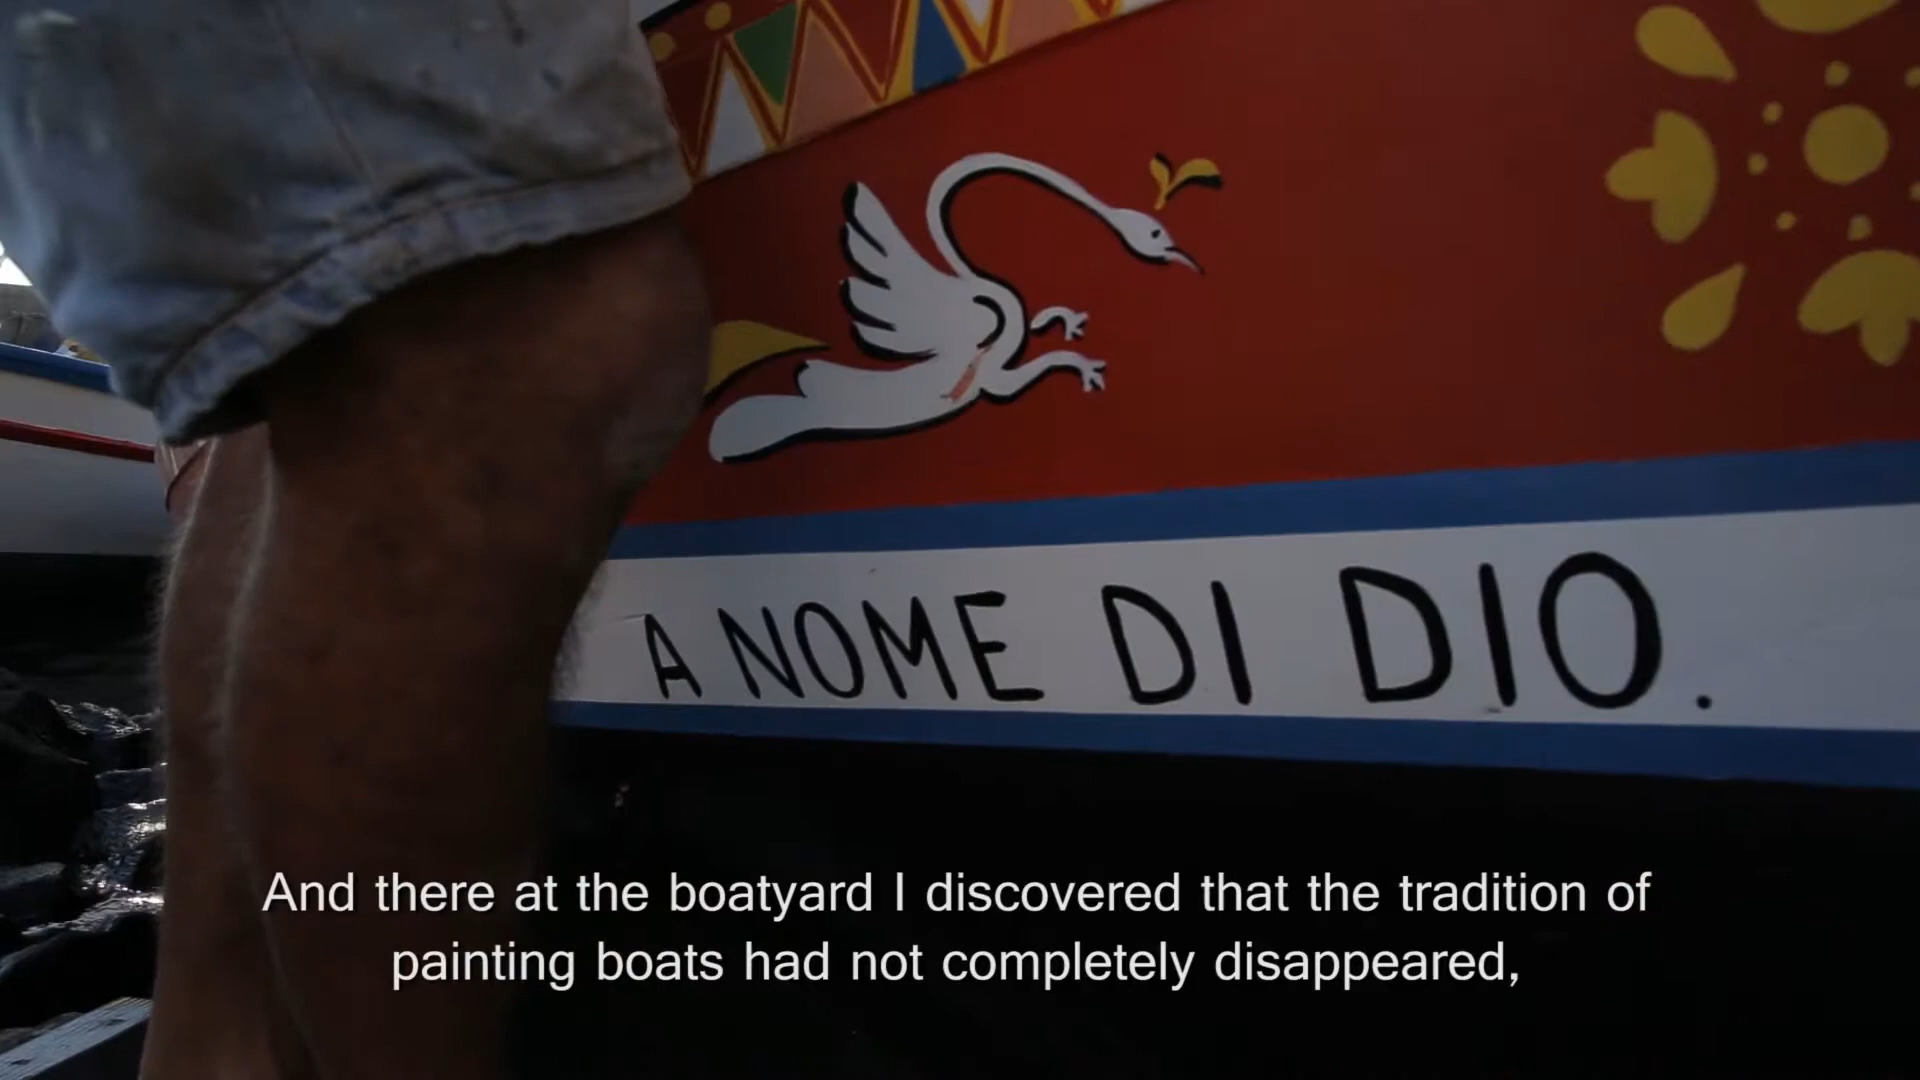 A NOME DI DIO.
And there at the boatyard I discovered that the tradition of
painting boats had not completely disappeared,